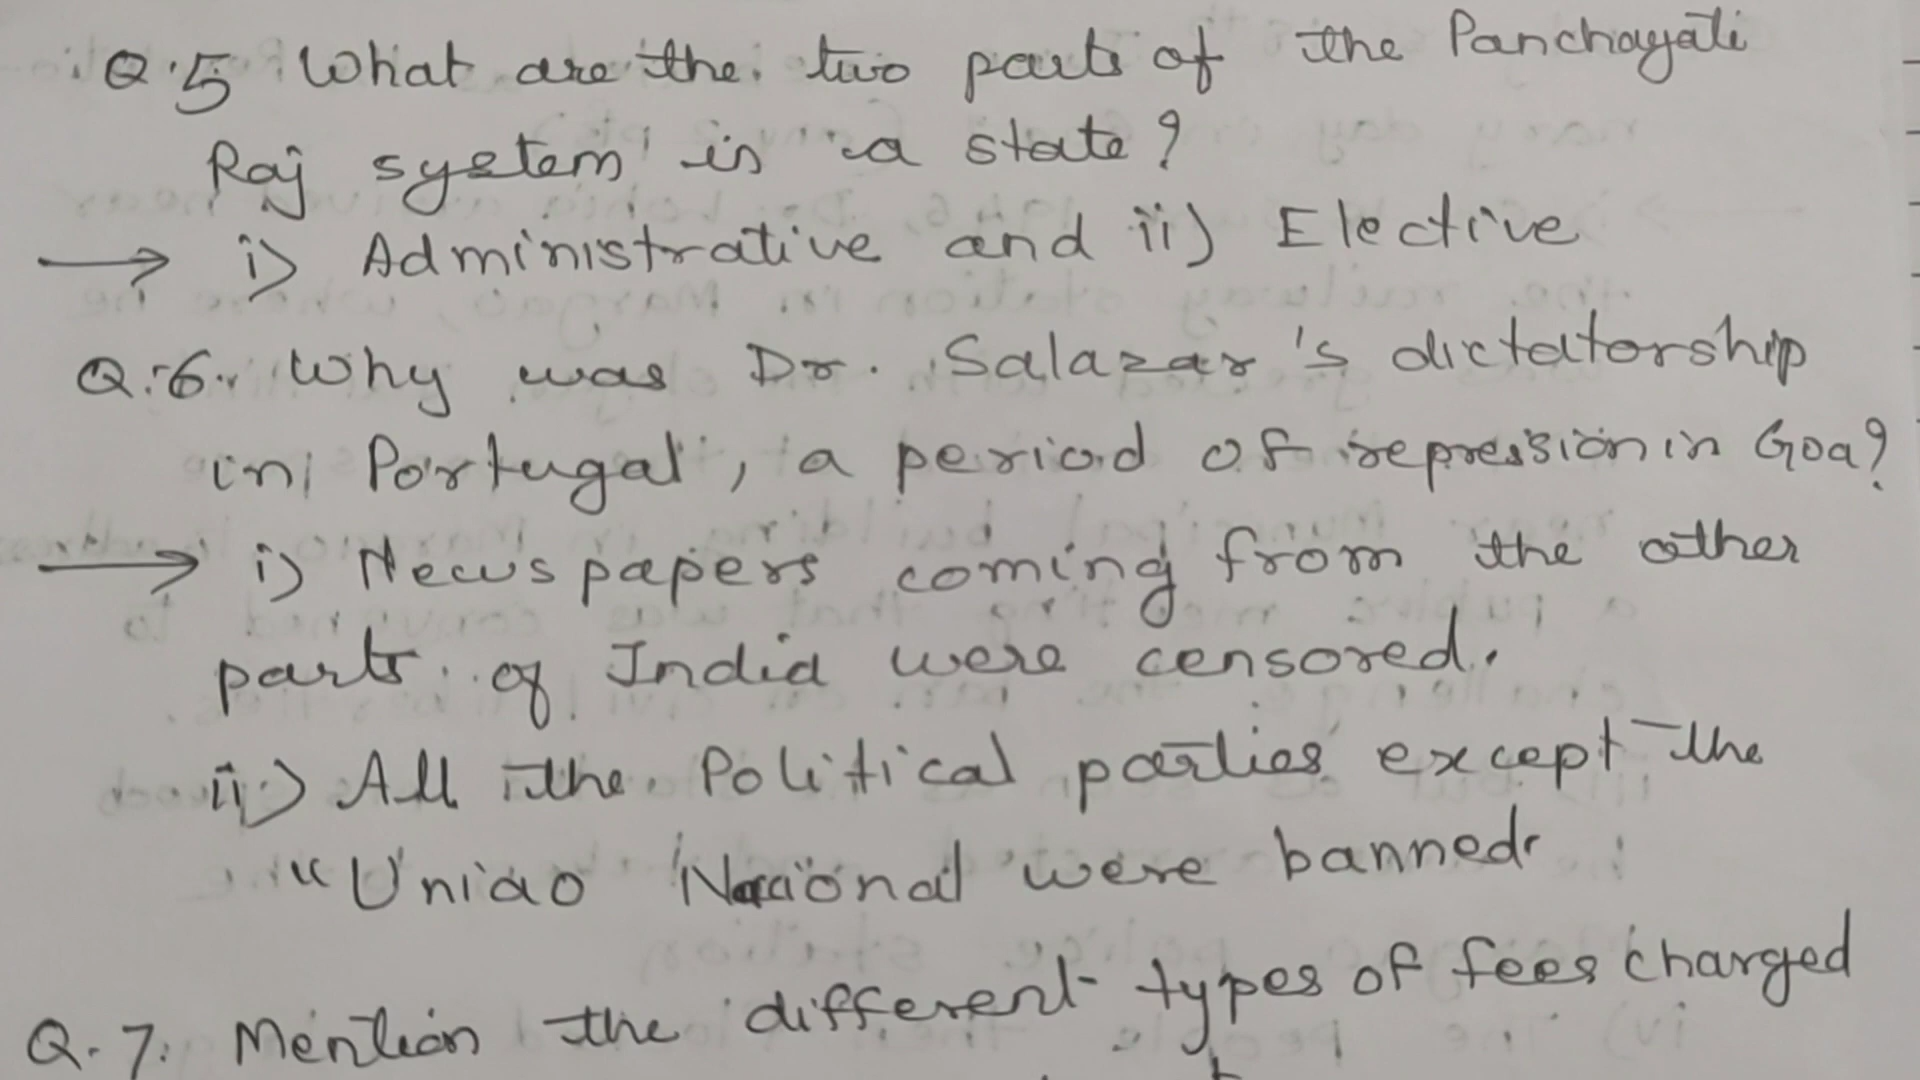 Q.5 What are the two parts of the Panchayati
Raj system in a state?
→ i) Administrative and ii) Elective
Q.6. Why was Dr. Salazar's dictatorship
in Portugal, a period of repression in Goa?
→ i) Newspapers coming from the other
parts of India were censored.
ii) All the Political parties except the
"Uniao Nacional were banned.
Q.7. Mention the different types of fees charged